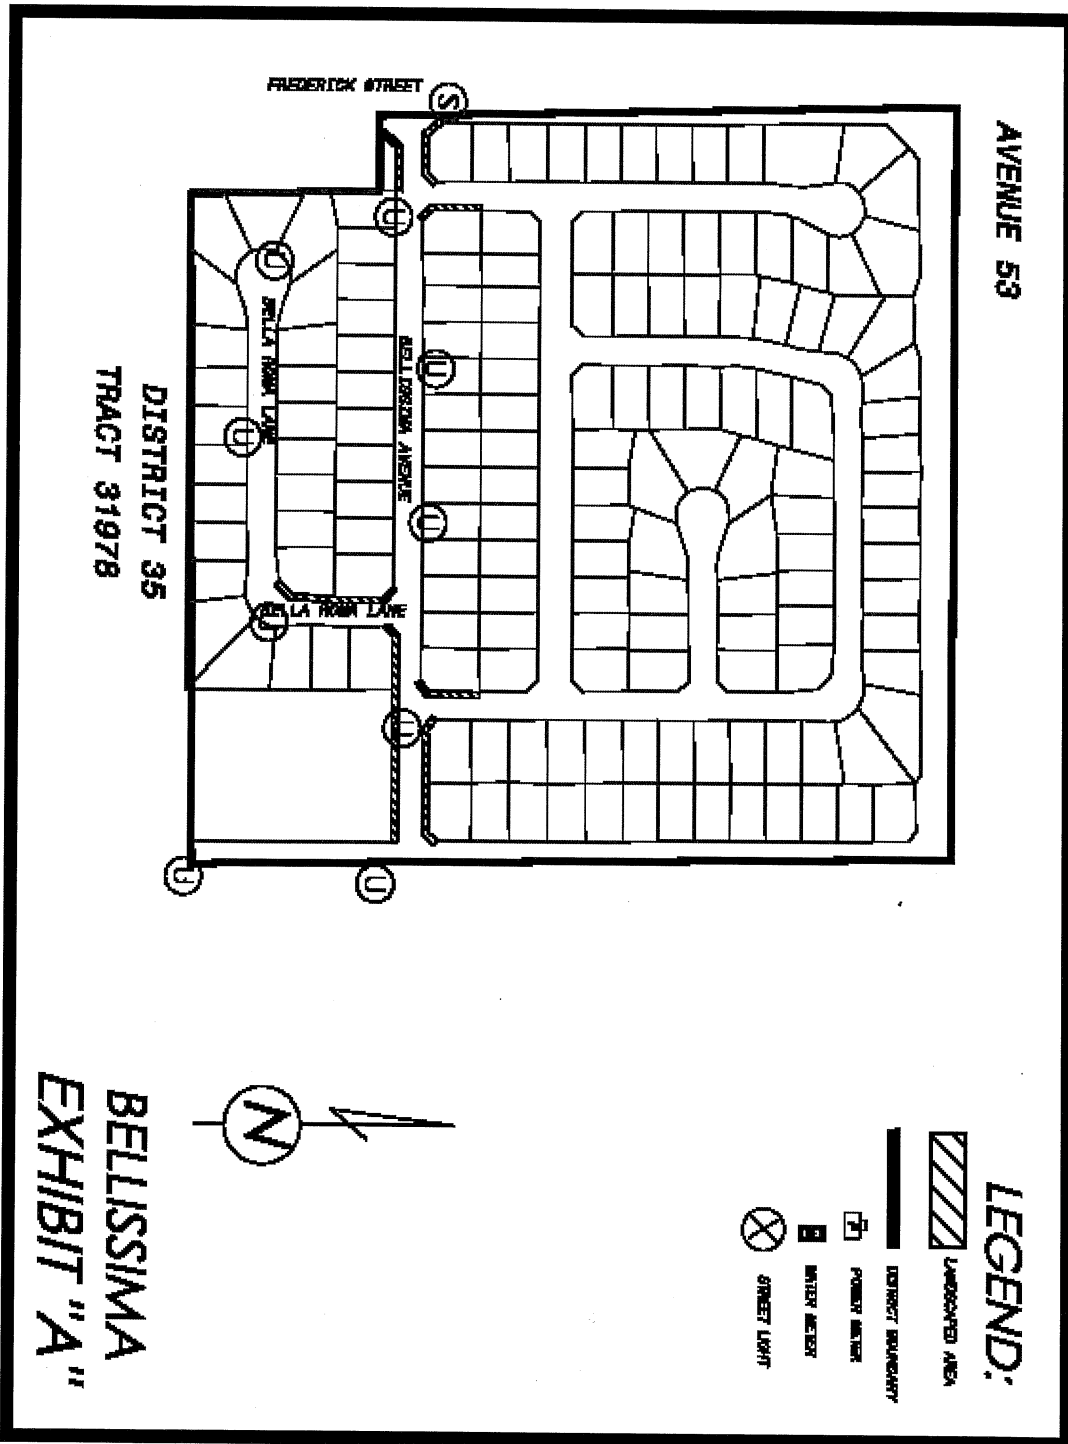 AVENUE 53
FREDERICK STREET
S
U
U
BELLA ROMA LANE
BELLISSIMA AVENUE
U
U
U
BELLA ROMA LANE
U
U
U
U
DISTRICT 35
TRACT 31978
N
LEGEND:
LANDSCAPED AREA
DISTRICT BOUNDARY
POWER METER
WATER METER
STREET LIGHT
BELLISSIMA
EXHIBIT "A"